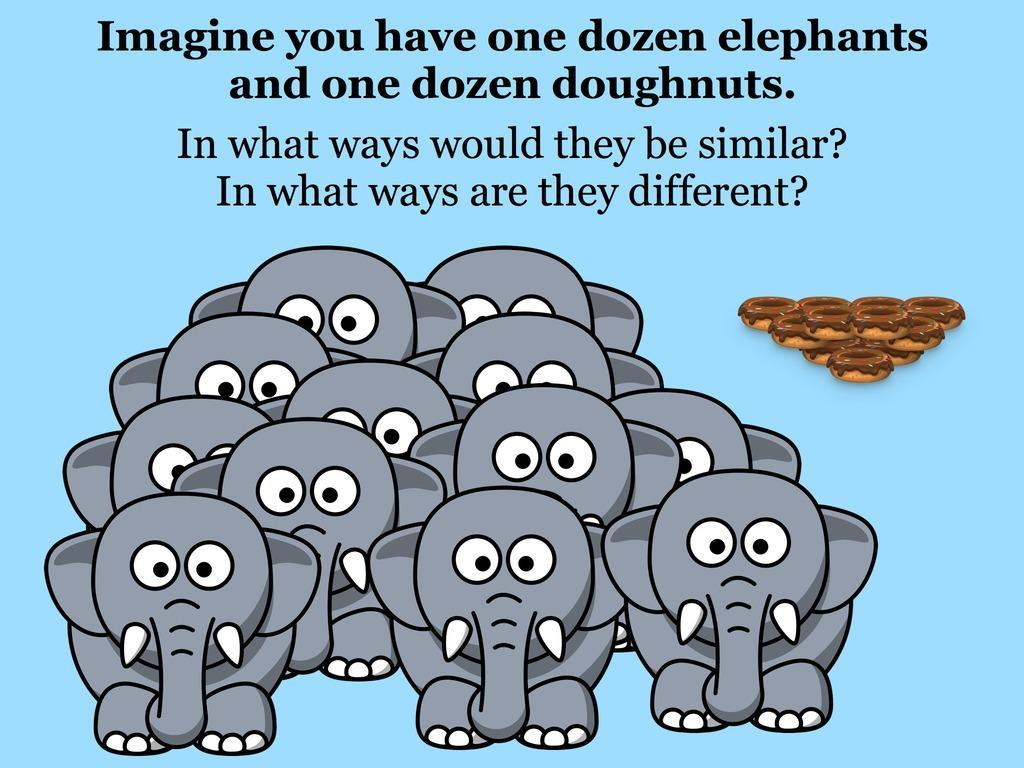 Imagine you have one dozen elephants
and one dozen doughnuts.
In what ways would they be similar?
In what ways are they different?